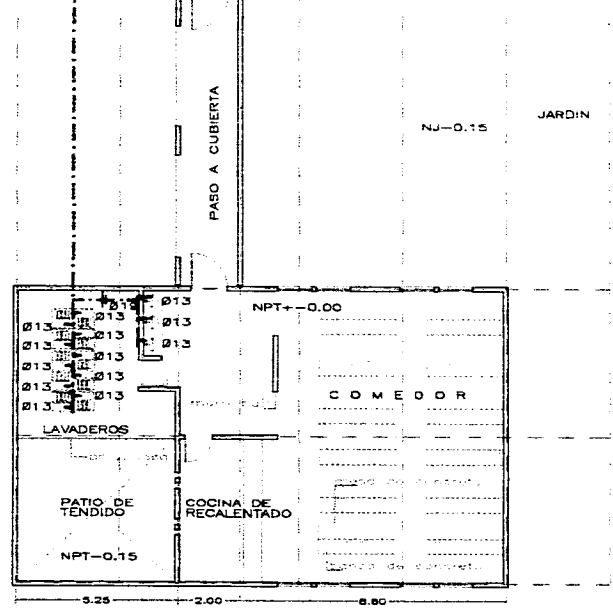 PASO A CUBIERTA
NJ-0.15
JARDIN
Ø19
Ø13
NPT+-0.00
Ø13
Ø13
Ø13
Ø13
Ø13
Ø13
Ø13
Ø13
Ø13
Ø13
Ø13
Ø13
COMEDOR
LAVADEROS
PATIO DE
TENDIDO
COCINA DE
RECALENTADO
NPT-0.15
5.25
2.00
8.80